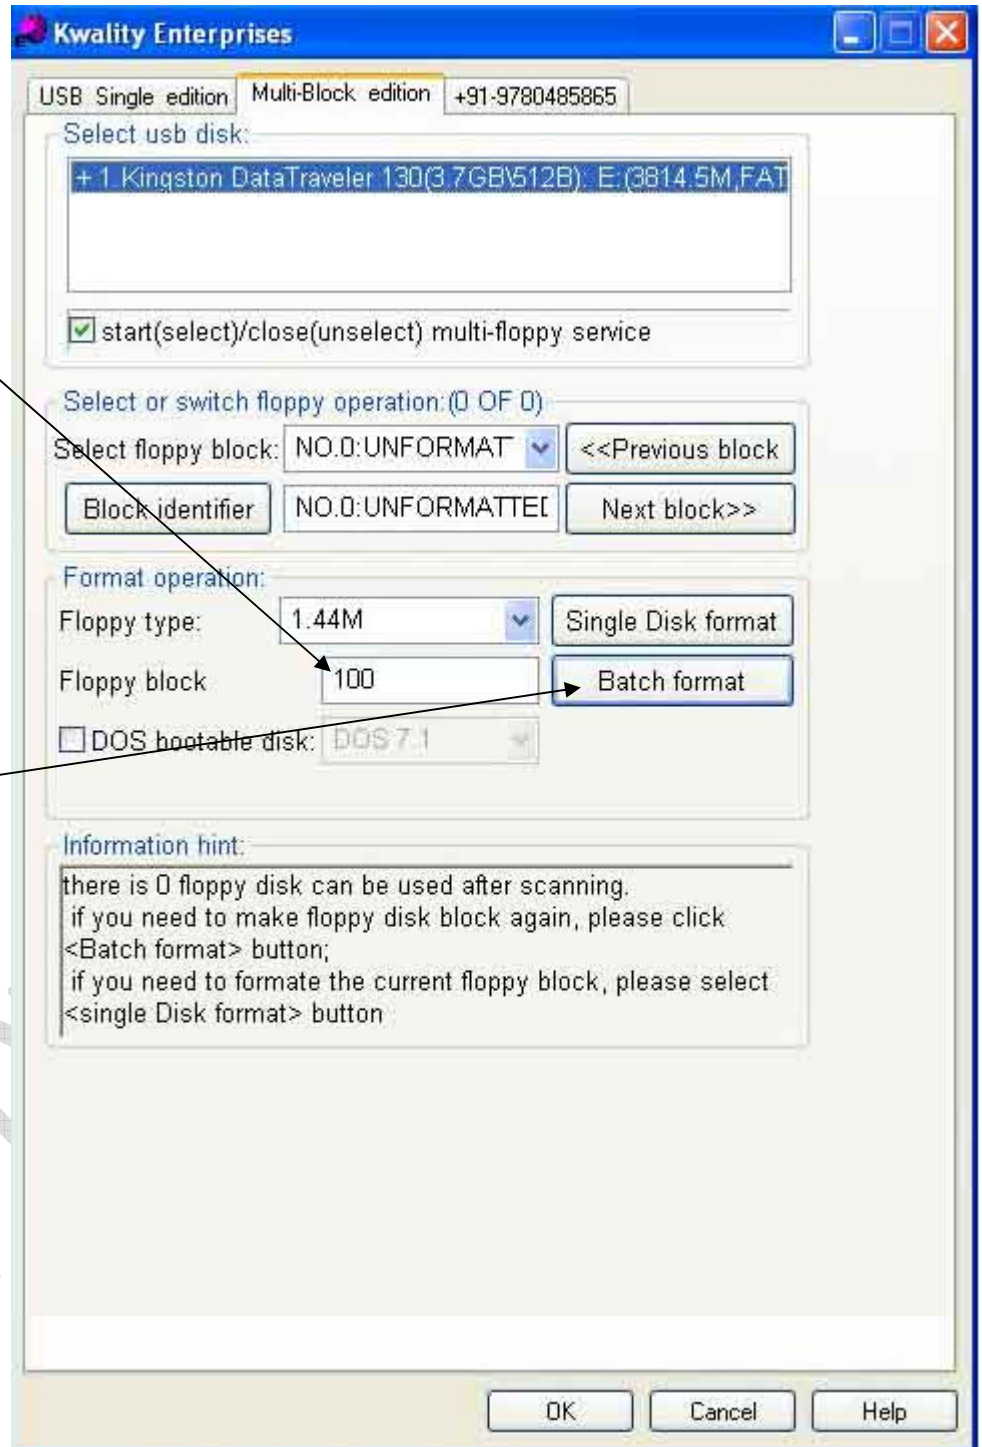 Kwality Enterprises
USB Single edition Multi-Block edition +91-9780485865
Select usb disk:
+ 1.Kingston DataTraveler 130(3.7GB\512B): E:(3814.5M,FAT
start(select)/close(unselect) multi-floppy service
Select or switch floppy operation:(0 OF 0)
Select floppy block: NO.0:UNFORMAT <<Previous block
Block identifier NO.0:UNFORMATTE Next block>>
Format operation:
Floppy type: 1.44M Single Disk format
Floppy block 100 Batch format
DOS bootable disk: DOS 7.1
Information hint:
there is 0 floppy disk can be used after scanning.
if you need to make floppy disk block again, please click
<Batch format> button;
if you need to formate the current floppy block, please select
<single Disk format> button
OK Cancel Help